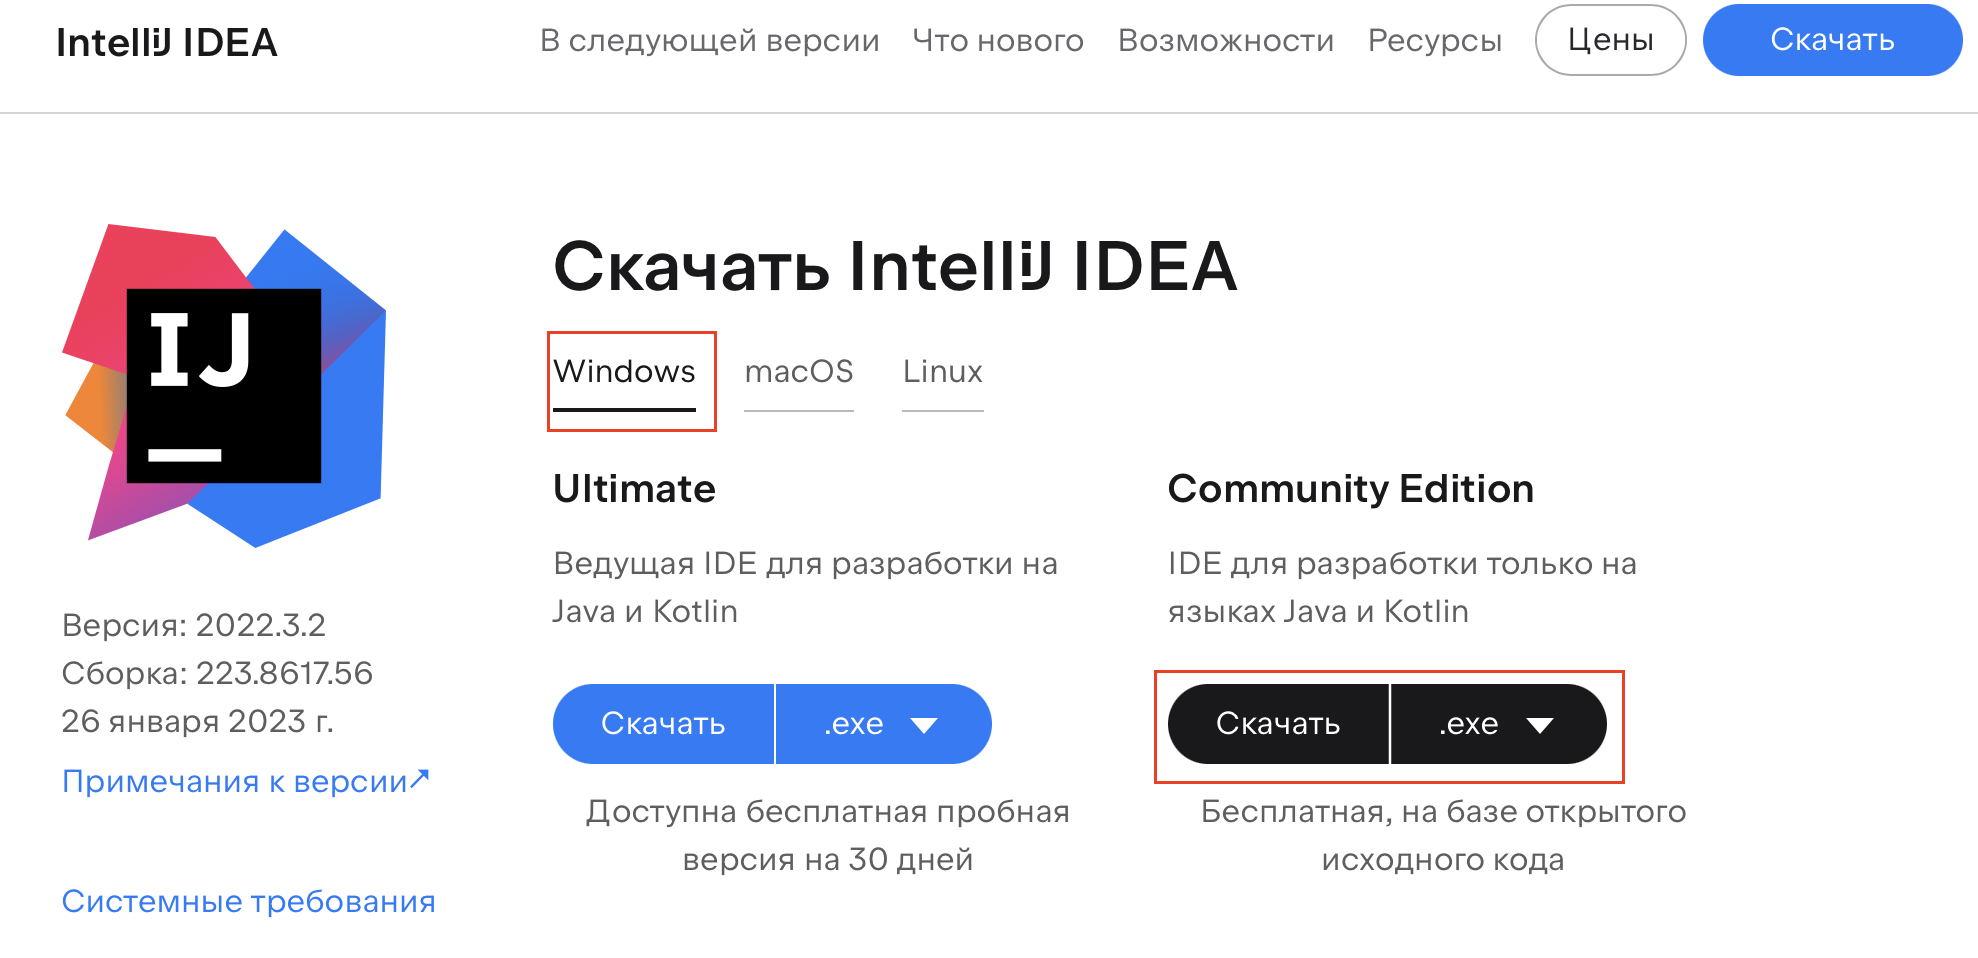 IntelliJ IDEA
В следующей версии
Что нового
Возможности
Ресурсы
Цены
Скачать
IJ
Версия: 2022.3.2
Сборка: 223.8617.56
26 января 2023 г.
Примечания к версии↗
Системные требования
Скачать IntelliJ IDEA
Windows
macOS
Linux
Ultimate
Ведущая IDE для разработки на
Java и Kotlin
Скачать
.exe
Доступна бесплатная пробная
версия на 30 дней
Community Edition
IDE для разработки только на
языках Java и Kotlin
Скачать
.exe
Бесплатная, на базе открытого
исходного кода